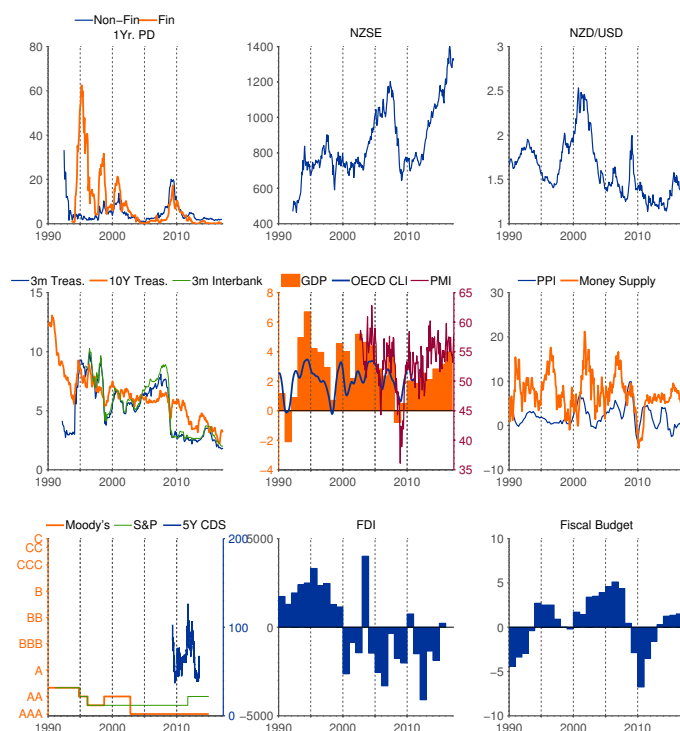 Non-Fin Fin
1Yr. PD
80
60
40
20
0
1990 2000 2010
NZSE
1400
1200
1000
800
600
400
1990 2000 2010
NZD/USD
3
2.5
2
1.5
1
1990 2000 2010
3m Treas. 10Y Treas. 3m Interbank
15
10
5
0
1990 2000 2010
GDP OECD CLI PMI
8
6
4
2
0
−2
−4
65
60
55
50
45
40
35
1990 2000 2010
PPI Money Supply
30
20
10
0
−10
1990 2000 2010
Moody's S&P 5Y CDS
C
CC
CCC
B
BB
BBB
A
AA
AAA
200
100
0
1990 2000 2010
FDI
5000
0
−5000
1990 2000 2010
Fiscal Budget
10
5
0
−5
−10
1990 2000 2010